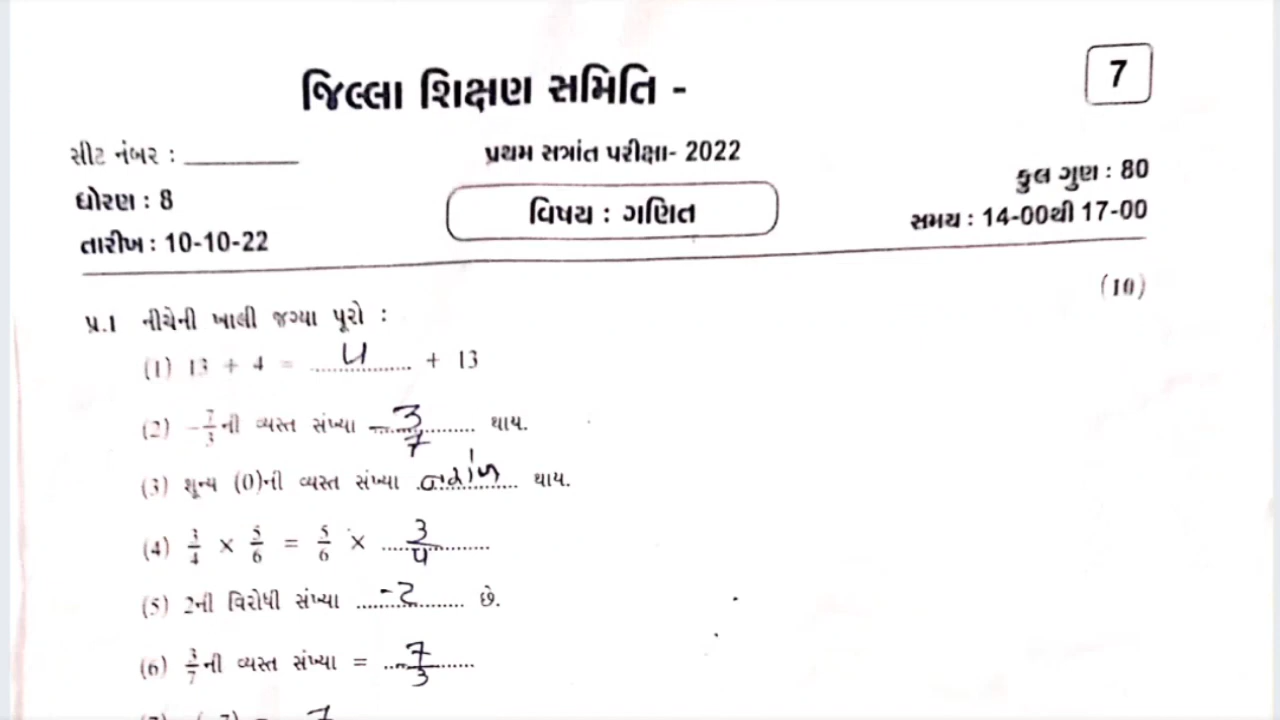 જિલ્લા શિક્ષણ સમિતિ -
7
સીટ નંબર : ________
પ્રથમ સત્રાંત પરીક્ષા- 2022
કુલ ગુણ : 80
ધોરણ : 8
વિષય : ગણિત
સમય : 14-00થી 17-00
તારીખ : 10-10-22
(10)
પ્ર.1 નીચેની ખાલી જગ્યા પૂરો :
(1) 13 + 4 = ....4.... + 13
(2) -7/3ની વ્યસ્ત સંખ્યા ..-3/7.. થાય.
(3) શૂન્ય (0)ની વ્યસ્ત સંખ્યા ........ થાય.
(4) 3/4 × 5/6 = 5/6 × ..3/4..
(5) 2ની વિરોધી સંખ્યા ..-2.. છે.
(6) 3/7ની વ્યસ્ત સંખ્યા = ..7/3..